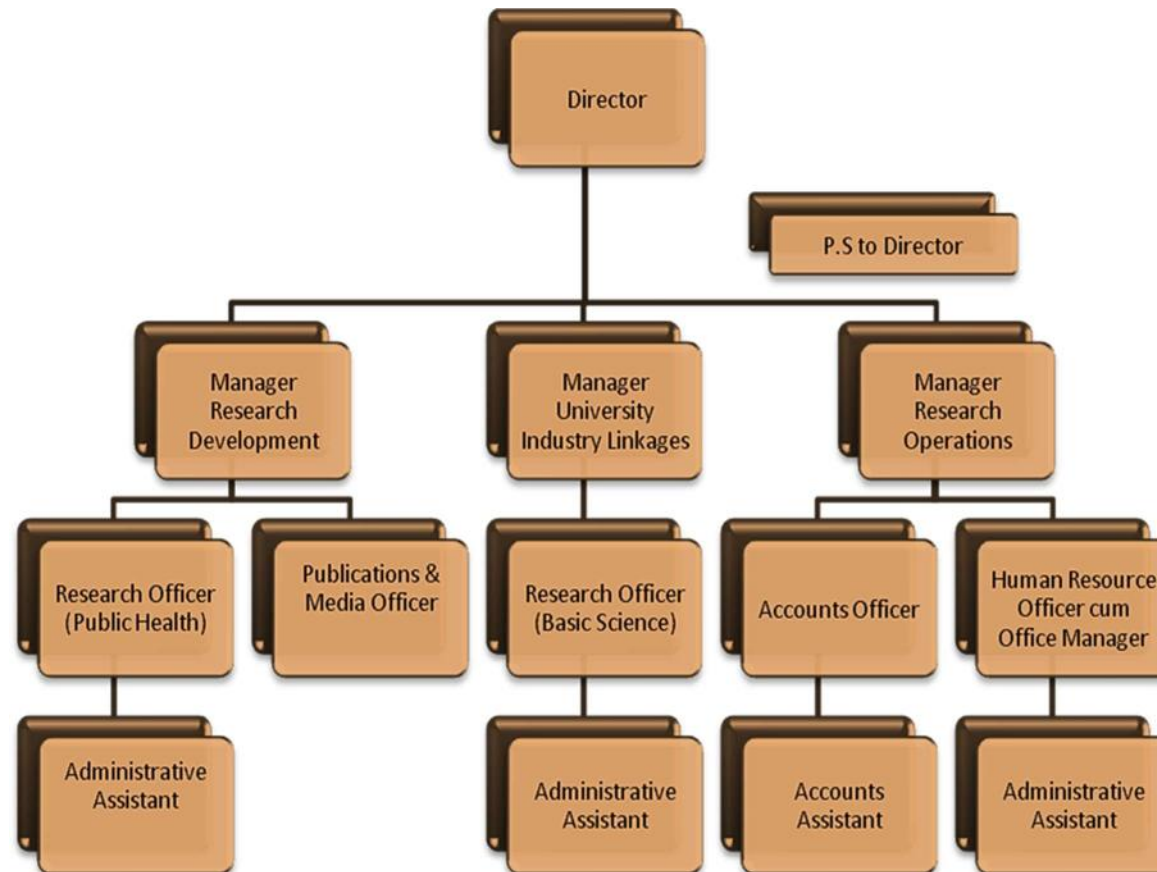 Director
P.S to Director
Manager
Research
Development
Manager
University
Industry Linkages
Manager
Research
Operations
Research Officer
(Public Health)
Publications &
Media Officer
Research Officer
(Basic Science)
Accounts Officer
Human Resource
Officer cum
Office Manager
Administrative
Assistant
Administrative
Assistant
Accounts
Assistant
Administrative
Assistant